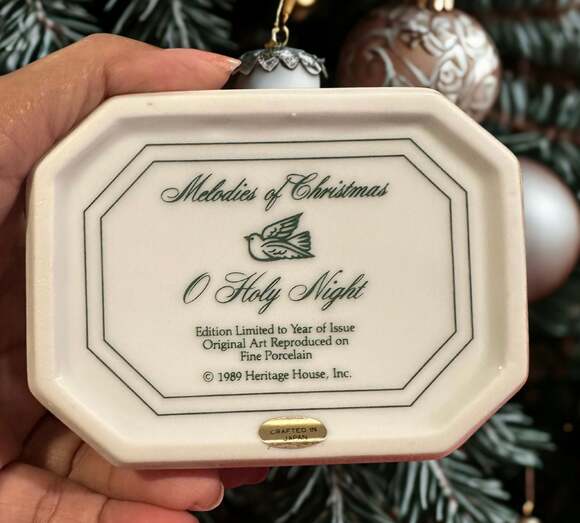 Melodies of Christmas
O Holy Night
Edition Limited to Year of Issue
Original Art Reproduced on
Fine Porcelain
© 1989 Heritage House, Inc.
CRAFTED IN
JAPAN